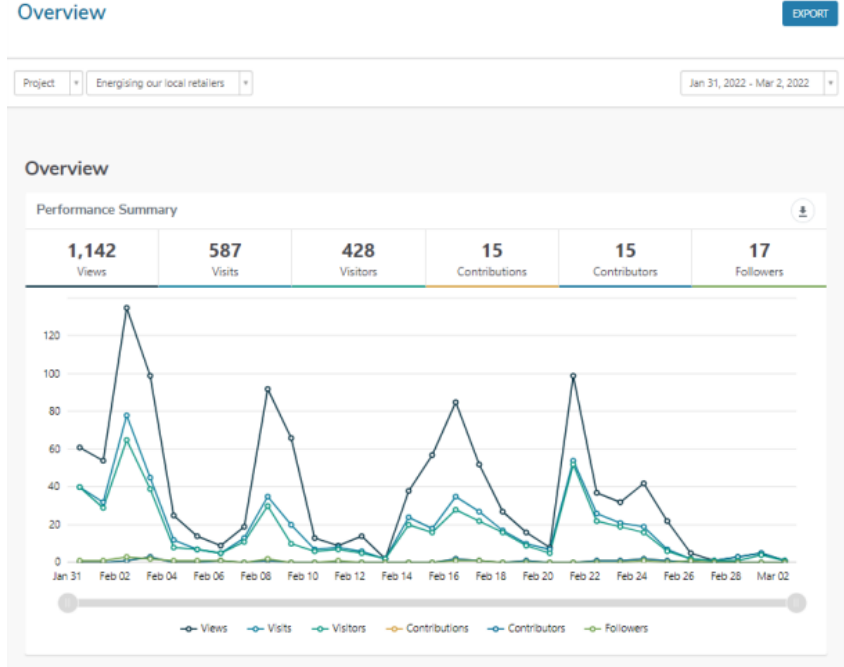 Overview
EXPORT
Project Energising our local retailers Jan 31, 2022 - Mar 2, 2022
Overview
Performance Summary
1,142 587 428 15 15 17
Views Visits Visitors Contributions Contributors Followers
120
100
80
60
40
20
0
Jan 31 Feb 02 Feb 04 Feb 06 Feb 08 Feb 10 Feb 12 Feb 14 Feb 16 Feb 18 Feb 20 Feb 22 Feb 24 Feb 26 Feb 28 Mar 02
Views Visits Visitors Contributions Contributors Followers